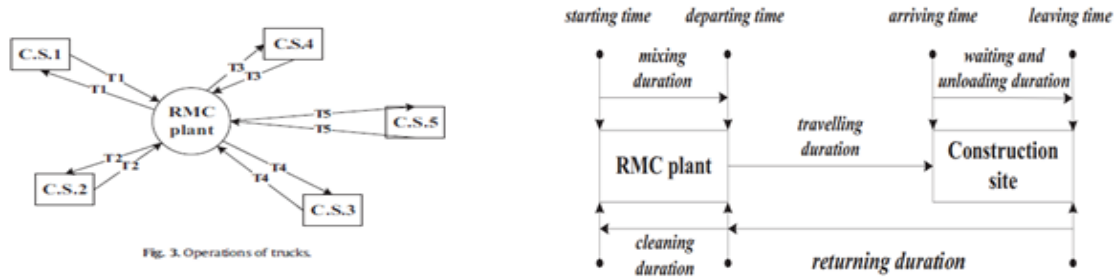 C.S.1
C.S.4
T1
T1
T3
T3
RMC
plant
T5
T5
C.S.5
T2
T2
T4
T4
C.S.2
C.S.3
Fig. 3. Operations of trucks.
starting time
departing time
arriving time
leaving time
mixing
duration
waiting and
unloading duration
travelling
duration
RMC plant
Construction
site
cleaning
duration
returning duration